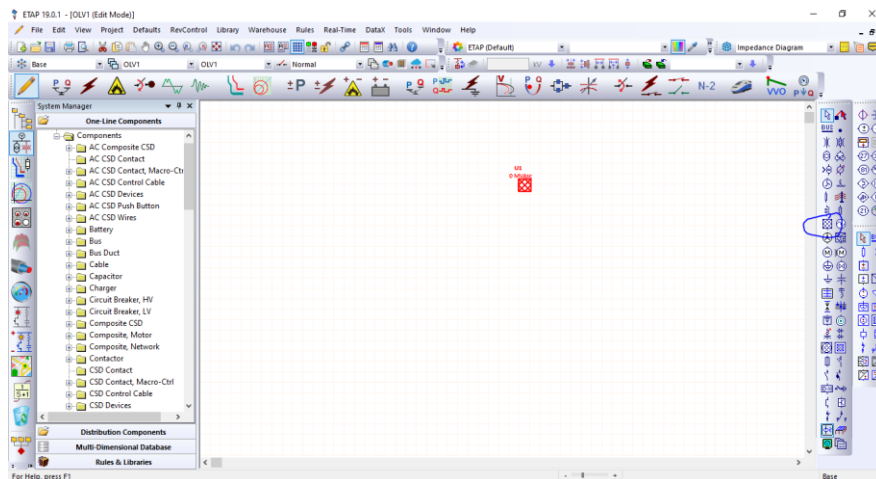 ETAP 19.0.1 - [OLV1 (Edit Mode)]
File Edit View Project Defaults RevControl Library Warehouse Rules Real-Time DataX Tools Window Help
ETAP (Default) Impedance Diagram
Base OLV1 OLV1 Normal
N-2 VVO
System Manager
One-Line Components
Components
AC Composite CSD
AC CSD Contact
AC CSD Contact, Macro-Ctr
AC CSD Control Cable
AC CSD Devices
AC CSD Push Button
AC CSD Wires
Battery
Bus
Bus Duct
Cable
Capacitor
Charger
Circuit Breaker, HV
Circuit Breaker, LV
Composite CSD
Composite, Motor
Composite, Network
Contactor
CSD Contact
CSD Contact, Macro-Ctrl
CSD Control Cable
CSD Devices
Distribution Components
Multi-Dimensional Database
Rules & Libraries
U1
0 MVAsc
BUS
For Help, press F1
Base